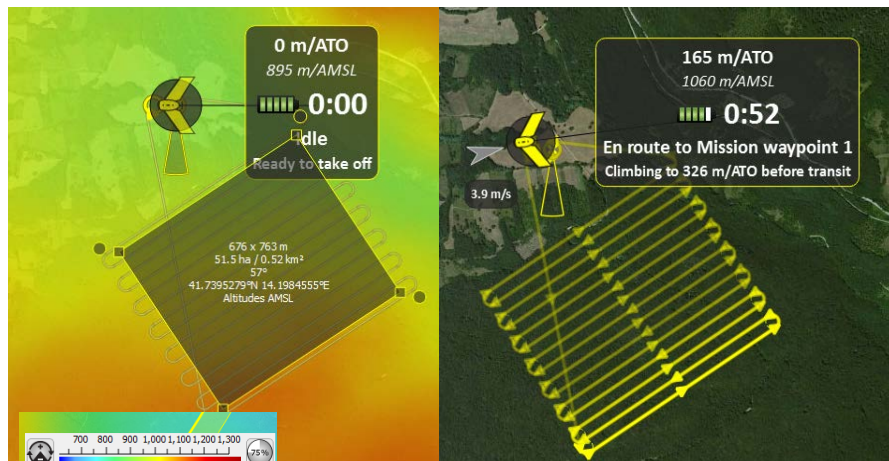 0 m/ATO
895 m/AMSL
0:00
Idle
Ready to take off
676 x 763 m
51.5 ha / 0.52 km²
57°
41.7395279°N 14.1984555°E
Altitudes AMSL
700 800 900 1,000 1,100 1,200 1,300
75%
165 m/ATO
1060 m/AMSL
0:52
En route to Mission waypoint 1
Climbing to 326 m/ATO before transit
3.9 m/s